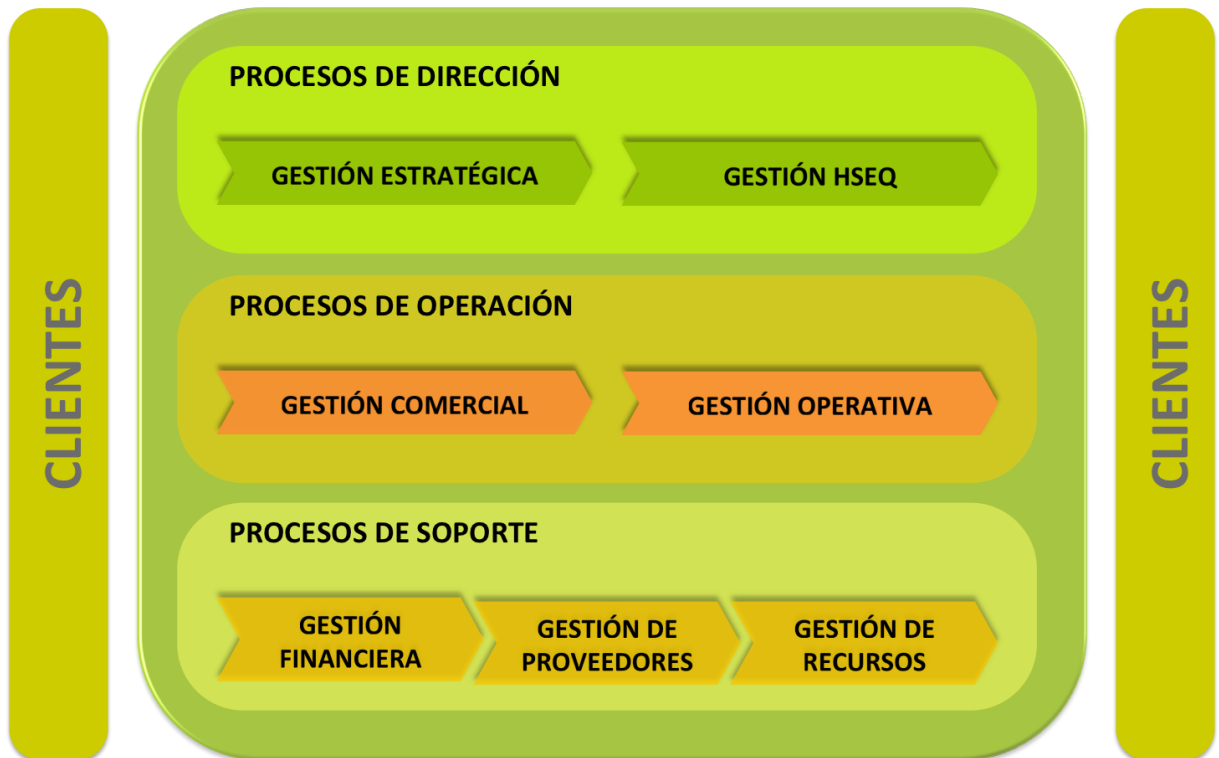 CLIENTES
PROCESOS DE DIRECCIÓN
GESTIÓN ESTRATÉGICA
GESTIÓN HSEQ
PROCESOS DE OPERACIÓN
GESTIÓN COMERCIAL
GESTIÓN OPERATIVA
PROCESOS DE SOPORTE
GESTIÓN
FINANCIERA
GESTIÓN DE
PROVEEDORES
GESTIÓN DE
RECURSOS
CLIENTES